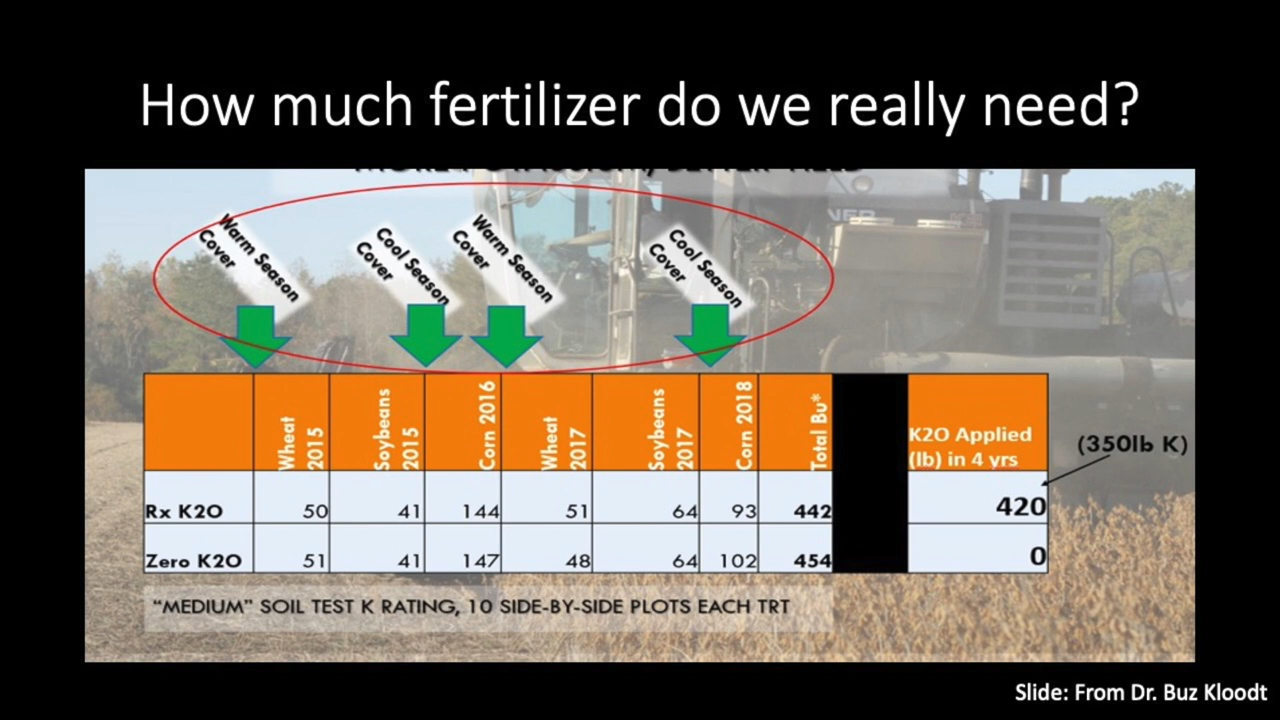 How much fertilizer do we really need?
Warm Season
Cover
Cool Season
Cover
Warm Season
Cover
Cool Season
Cover
Wheat
2015
Soybeans
2015
Corn 2016
Wheat
2017
Soybeans
2017
Corn 2018
Total Bu*
K2O Applied
(lb) in 4 yrs
(350lb K)
Rx K2O 50 41 144 51 64 93 442 420
Zero K2O 51 41 147 48 64 102 454 0
"MEDIUM" SOIL TEST K RATING, 10 SIDE-BY-SIDE PLOTS EACH TRT
Slide: From Dr. Buz Kloodt